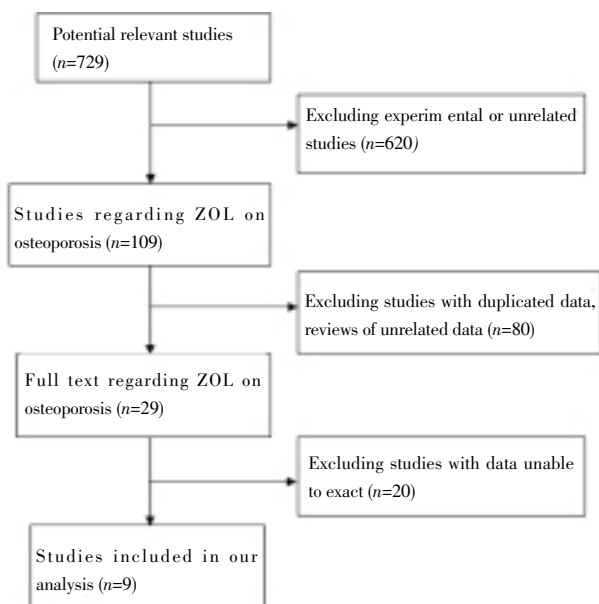 Potential relevant studies
(n=729)
Excluding experim ental or unrelated
studies (n=620)
Studies regarding ZOL on
osteoporosis (n=109)
Excluding studies with duplicated data,
reviews of unrelated data (n=80)
Full text regarding ZOL on
osteoporosis (n=29)
Excluding studies with data unable
to exact (n=20)
Studies included in our
analysis (n=9)